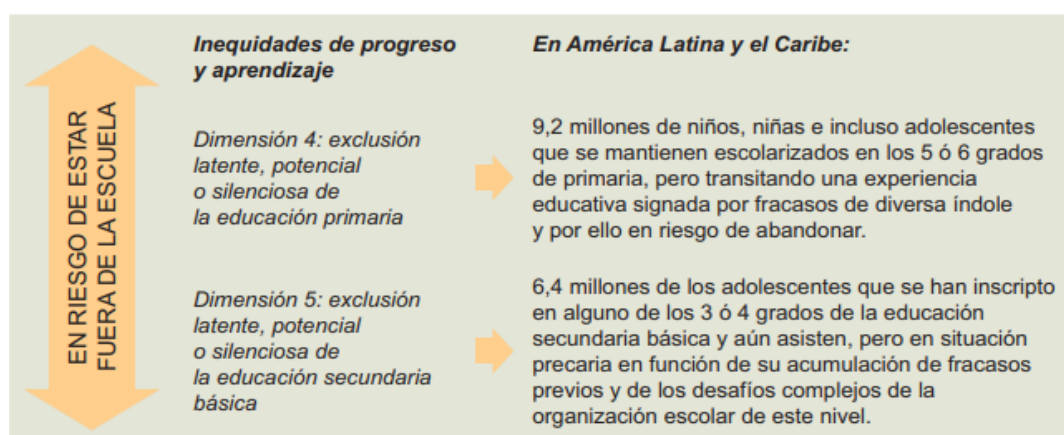 EN RIESGO DE ESTAR
FUERA DE LA ESCUELA
Inequidades de progreso
y aprendizaje
En América Latina y el Caribe:
Dimensión 4: exclusión
latente, potencial
o silenciosa de
la educación primaria
9,2 millones de niños, niñas e incluso adolescentes
que se mantienen escolarizados en los 5 ó 6 grados
de primaria, pero transitando una experiencia
educativa signada por fracasos de diversa índole
y por ello en riesgo de abandonar.
Dimensión 5: exclusión
latente, potencial
o silenciosa de
la educación secundaria
básica
6,4 millones de los adolescentes que se han inscripto
en alguno de los 3 ó 4 grados de la educación
secundaria básica y aún asisten, pero en situación
precaria en función de su acumulación de fracasos
previos y de los desafíos complejos de la
organización escolar de este nivel.